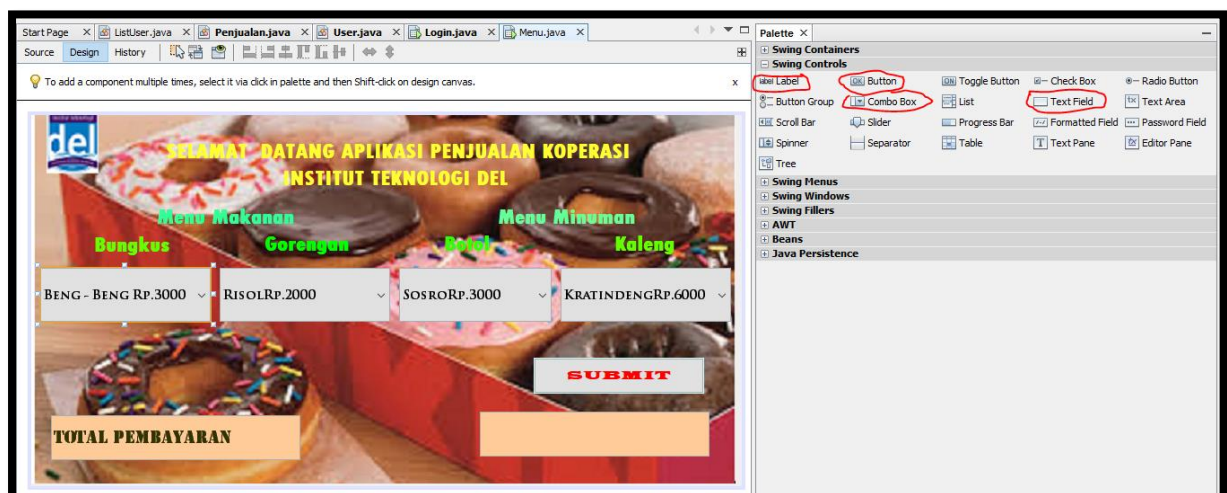 Start Page ListUser.java Penjualan.java User.java Login.java Menu.java
Source Design History
To add a component multiple times, select it via click in palette and then Shift-click on design canvas. x
del
SELAMAT DATANG APLIKASI PENJUALAN KOPERASI
INSTITUT TEKNOLOGI DEL
Menu Makanan Menu Minuman
Bungkus Gorengan Botol Kaleng
BENG - BENG RP.3000 RISOLRP.2000 SOSRORP.3000 KRATINDENGRP.6000
SUBMIT
TOTAL PEMBAYARAN
Palette
Swing Containers
Swing Controls
label Label OK Button ON Toggle Button Check Box Radio Button
Button Group Combo Box List Text Field Text Area
Scroll Bar Slider Progress Bar Formatted Field Password Field
Spinner Separator Table Text Pane Editor Pane
Tree
Swing Menus
Swing Windows
Swing Fillers
AWT
Beans
Java Persistence